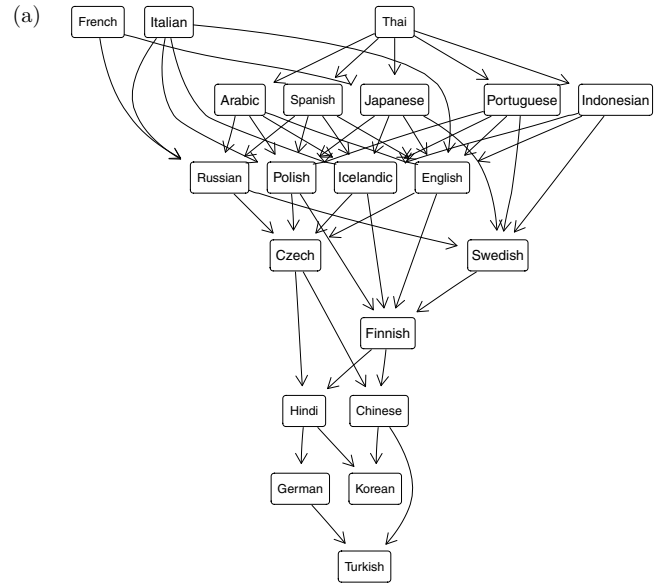 (a)
French Italian Thai
Arabic Spanish Japanese Portuguese Indonesian
Russian Polish Icelandic English
Czech Swedish
Finnish
Hindi Chinese
German Korean
Turkish